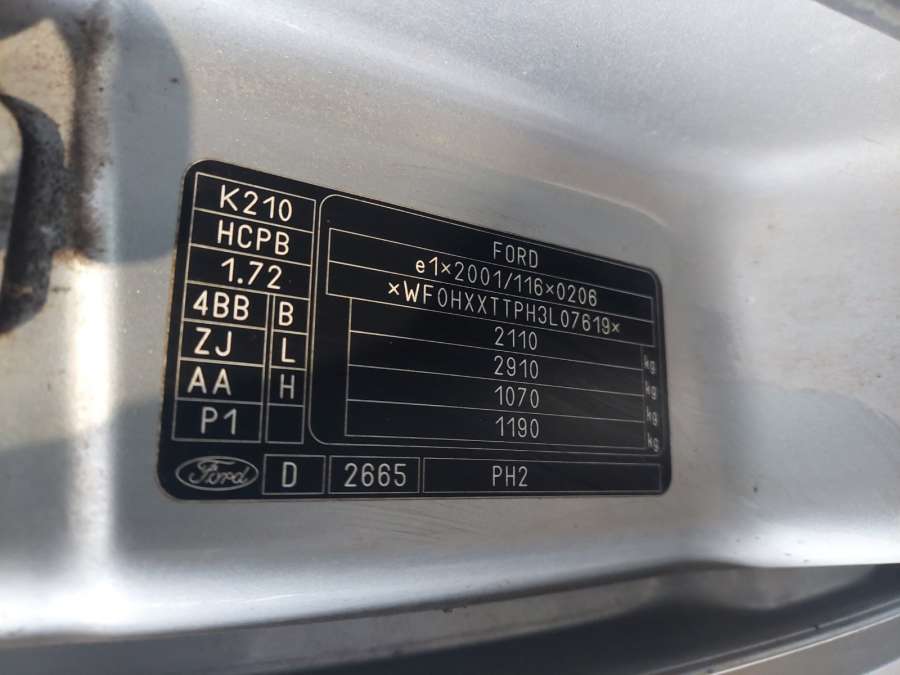 K210
HCPB
1.72
4BB B
ZJ L
AA H
P1
FORD
e1×2001/116×0206
×WF0HXXTTPH3L07619×
2110 kg
2910 kg
1070 kg
1190 kg
Ford D 2665 PH2